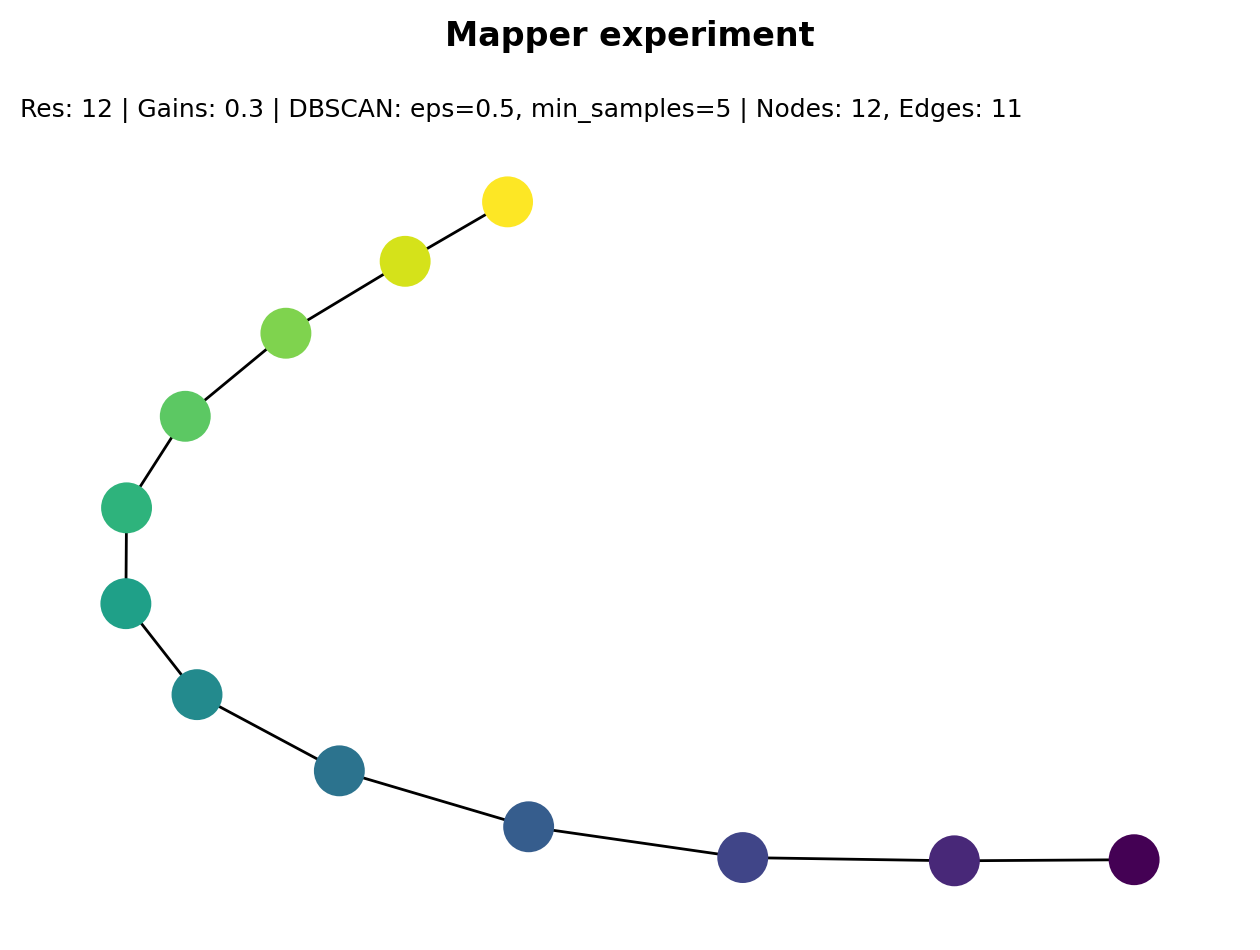 Mapper experiment
Res: 12 | Gains: 0.3 | DBSCAN: eps=0.5, min_samples=5 | Nodes: 12, Edges: 11